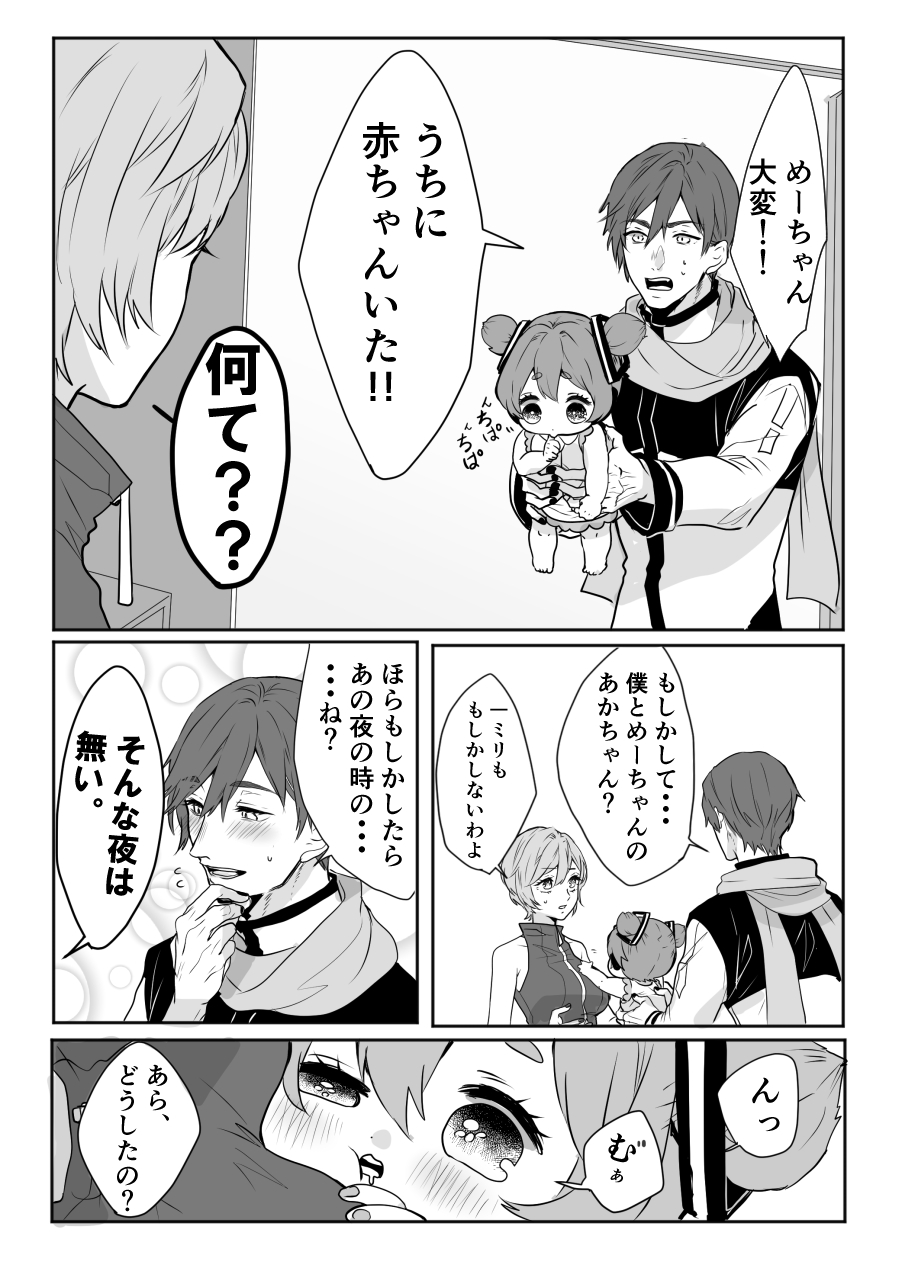 めーちゃん
大変！！
うちに
赤ちゃんいた!!
ちぱ゛
ちぱ
何て？？
もしかして・・・
僕とめーちゃんの
あかちゃん？
一ミリも
もしかしないわよ
ほらもしかしたら
あの夜の時の・・・
・・・ね？
そんな夜は
無い。
んっ
む゛ぁ
あら、
どうしたの？